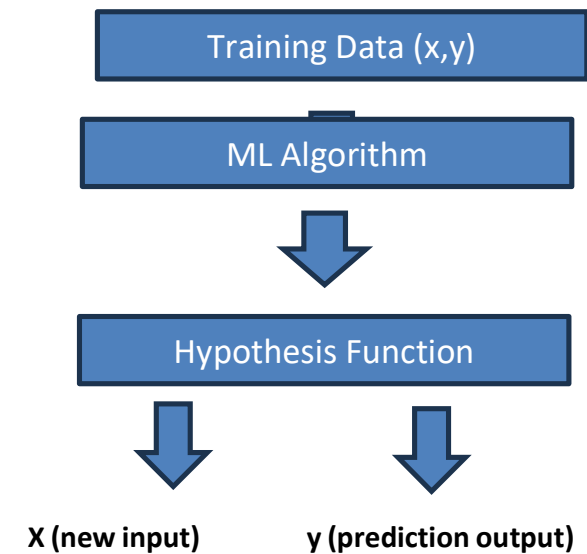 Training Data (x,y)
ML Algorithm
Hypothesis Function
X (new input) y (prediction output)